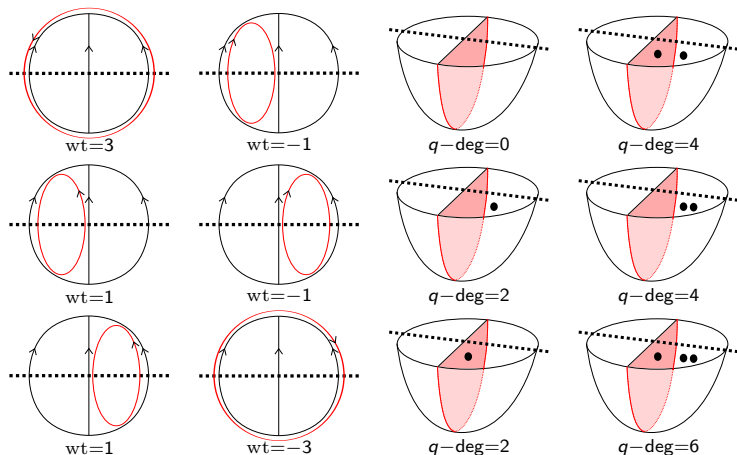 wt=3 wt=−1 q−deg=0 q−deg=4
wt=1 wt=−1 q−deg=2 q−deg=4
wt=1 wt=−3 q−deg=2 q−deg=6